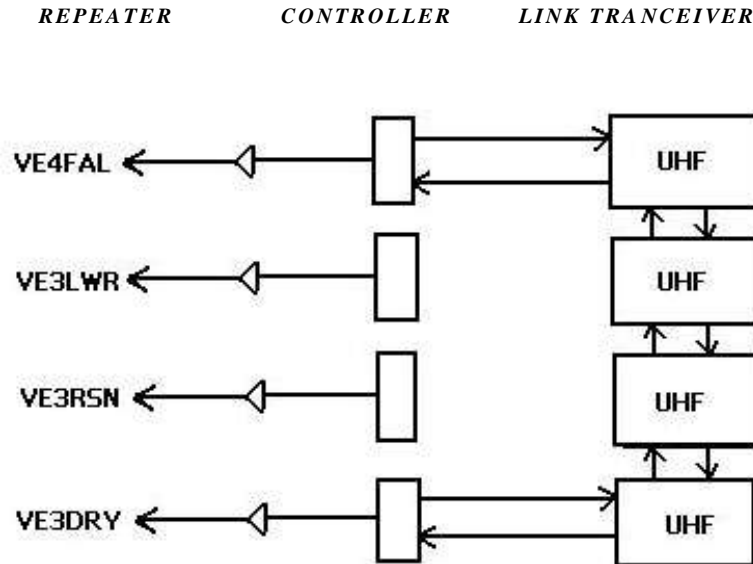 REPEATER CONTROLLER LINK TRANCEIVER
VE4FAL UHF
VE3LWR UHF
VE3RSN UHF
VE3DRY UHF